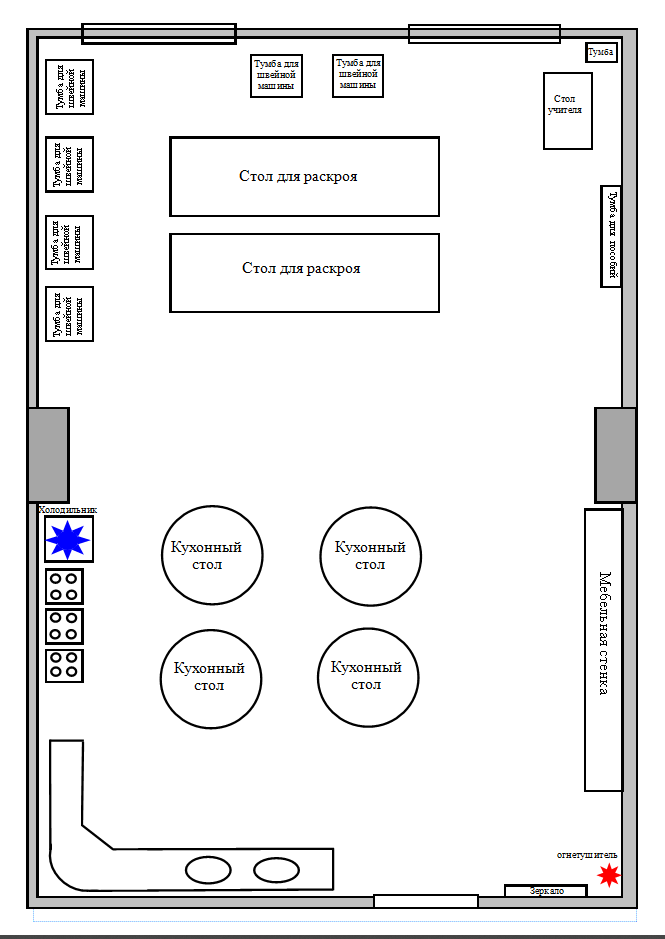 Тумба
Тумба для
швейной
машины
Тумба для
швейной
машины
Тумба для
швейной
машины
Стол
учителя
Тумба для
швейной
машины
Стол для раскроя
Тумба для пособий
Тумба для
швейной
машины
Стол для раскроя
Тумба для
швейной
машины
Холодильник
Кухонный
стол
Кухонный
стол
Мебельная стенка
Кухонный
стол
Кухонный
стол
огнетушитель
Зеркало